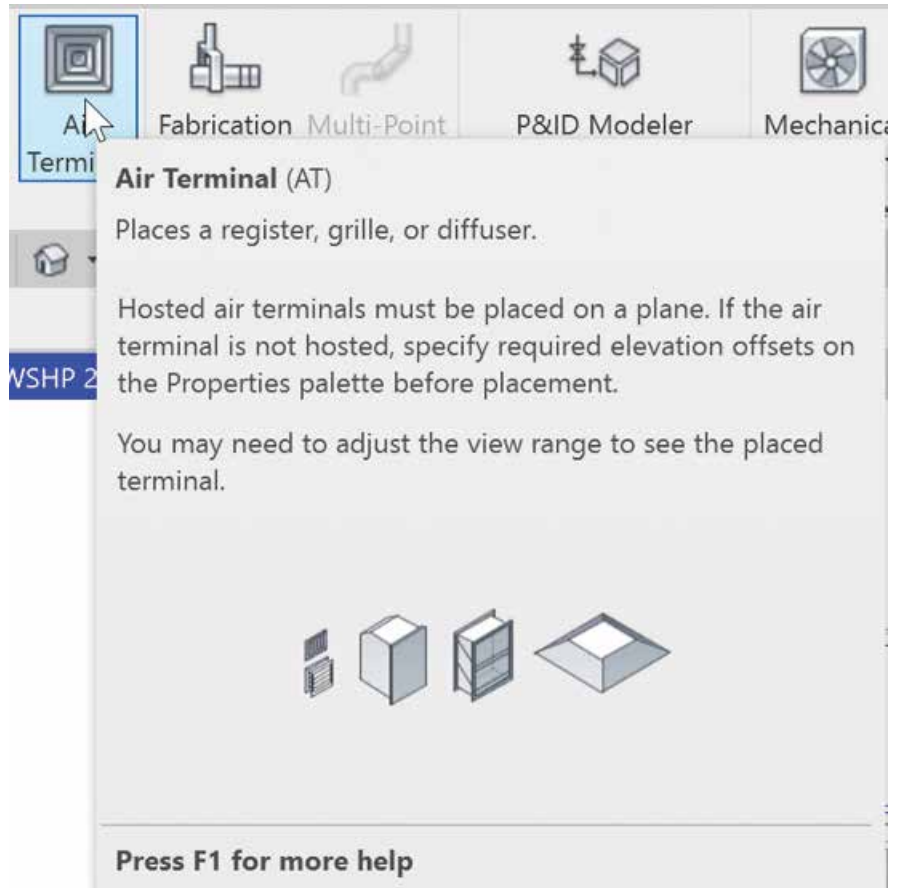 Fabrication Multi-Point P&ID Modeler
Air Terminal (AT)
Places a register, grille, or diffuser.
Hosted air terminals must be placed on a plane. If the air
terminal is not hosted, specify required elevation offsets on
the Properties palette before placement.
WSHP 2
You may need to adjust the view range to see the placed
terminal.
Press F1 for more help